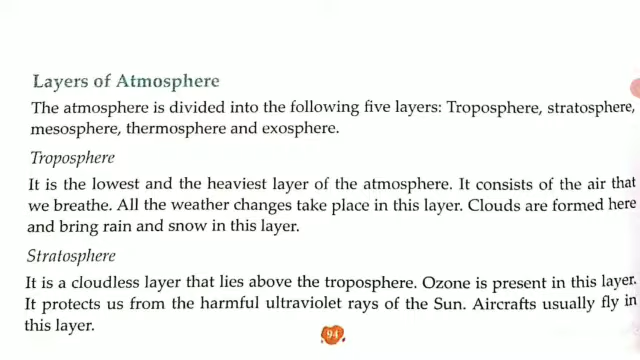 Layers of Atmosphere
The atmosphere is divided into the following five layers: Troposphere, stratosphere,
mesosphere, thermosphere and exosphere.
Troposphere
It is the lowest and the heaviest layer of the atmosphere. It consists of the air that
we breathe. All the weather changes take place in this layer. Clouds are formed here
and bring rain and snow in this layer.
Stratosphere
It is a cloudless layer that lies above the troposphere. Ozone is present in this layer.
It protects us from the harmful ultraviolet rays of the Sun. Aircrafts usually fly in
this layer.
94